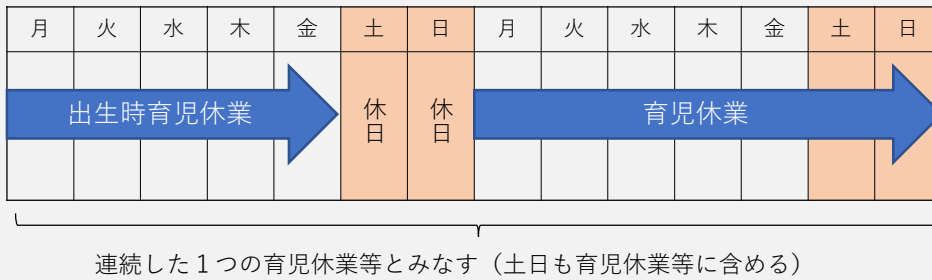 月 火 水 木 金 土 日 月 火 水 木 金 土 日
出生時育児休業 休日 休日 育児休業
連続した1つの育児休業等とみなす（土日も育児休業等に含める）